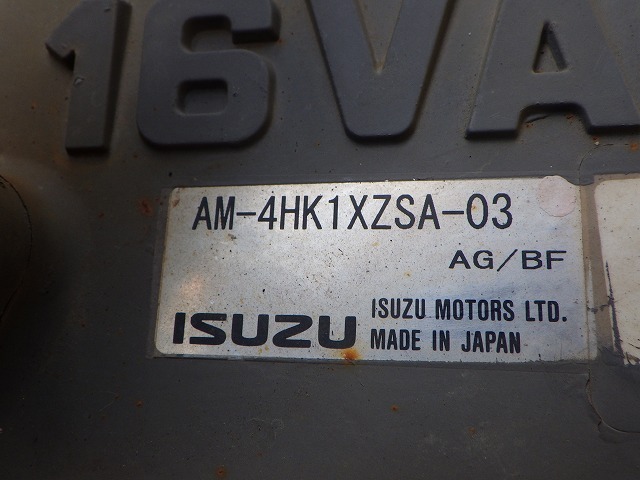 16VA
AM-4HK1XZSA-03
AG/BF
ISUZU
ISUZU MOTORS LTD.
MADE IN JAPAN